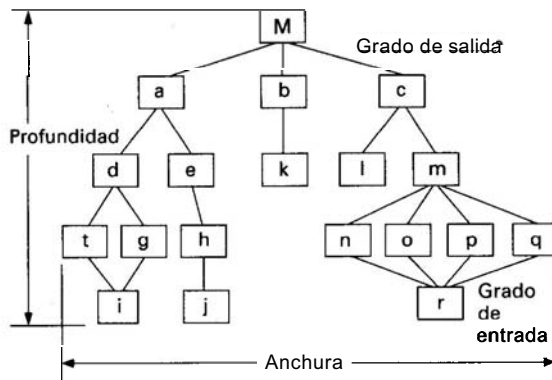 M
Grado de salida
a b c
Profundidad
d e k l m
t g h n o p q
i j r Grado
de
entrada
Anchura